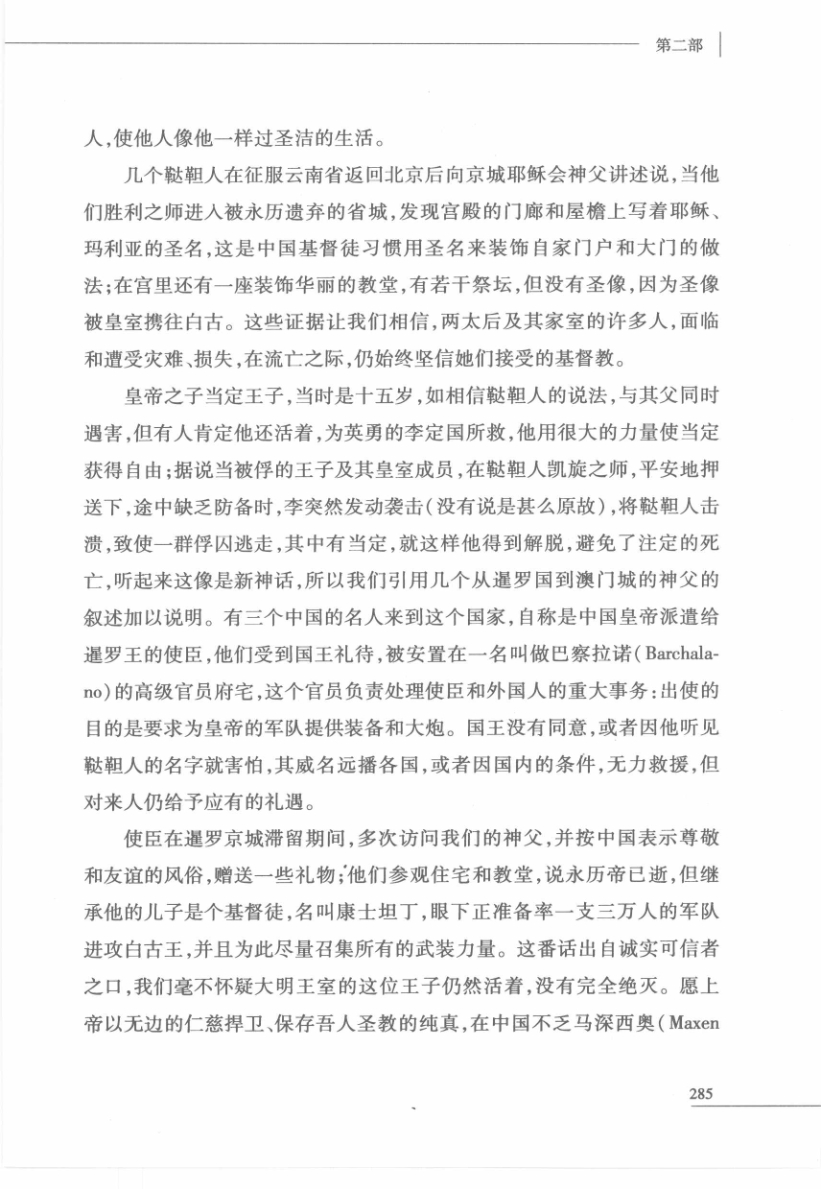 第二部
人,使他人像他一样过圣洁的生活。
几个鞑靼人在征服云南省返回北京后向京城耶稣会神父讲述说,当他
们胜利之师进入被永历遗弃的省城,发现宫殿的门廊和屋檐上写着耶稣、
玛利亚的圣名,这是中国基督徒习惯用圣名来装饰自家门户和大门的做
法;在宫里还有一座装饰华丽的教堂,有若干祭坛,但没有圣像,因为圣像
被皇室携往白古。这些证据让我们相信,两太后及其家室的许多人,面临
和遭受灾难、损失,在流亡之际,仍始终坚信她们接受的基督教。
皇帝之子当定王子,当时是十五岁,如相信鞑靼人的说法,与其父同时
遇害,但有人肯定他还活着,为英勇的李定国所救,他用很大的力量使当定
获得自由;据说当被俘的王子及其皇室成员,在鞑靼人凯旋之师,平安地押
送下,途中缺乏防备时,李突然发动袭击(没有说是甚么原故),将鞑靼人击
溃,致使一群俘囚逃走,其中有当定,就这样他得到解脱,避免了注定的死
亡,听起来这像是新神话,所以我们引用几个从暹罗国到澳门城的神父的
叙述加以说明。有三个中国的名人来到这个国家,自称是中国皇帝派遣给
暹罗王的使臣,他们受到国王礼待,被安置在一名叫做巴察拉诺(Barchala-
no)的高级官员府宅,这个官员负责处理使臣和外国人的重大事务:出使的
目的是要求为皇帝的军队提供装备和大炮。国王没有同意,或者因他听见
鞑靼人的名字就害怕,其威名远播各国,或者因国内的条件,无力救援,但
对来人仍给予应有的礼遇。
使臣在暹罗京城滞留期间,多次访问我们的神父,并按中国表示尊敬
和友谊的风俗,赠送一些礼物;他们参观住宅和教堂,说永历帝已逝,但继
承他的儿子是个基督徒,名叫康士坦丁,眼下正准备率一支三万人的军队
进攻白古王,并且为此尽量召集所有的武装力量。这番话出自诚实可信者
之口,我们毫不怀疑大明王室的这位王子仍然活着,没有完全绝灭。愿上
帝以无边的仁慈捍卫、保存吾人圣教的纯真,在中国不乏马深西奥(Maxen
285